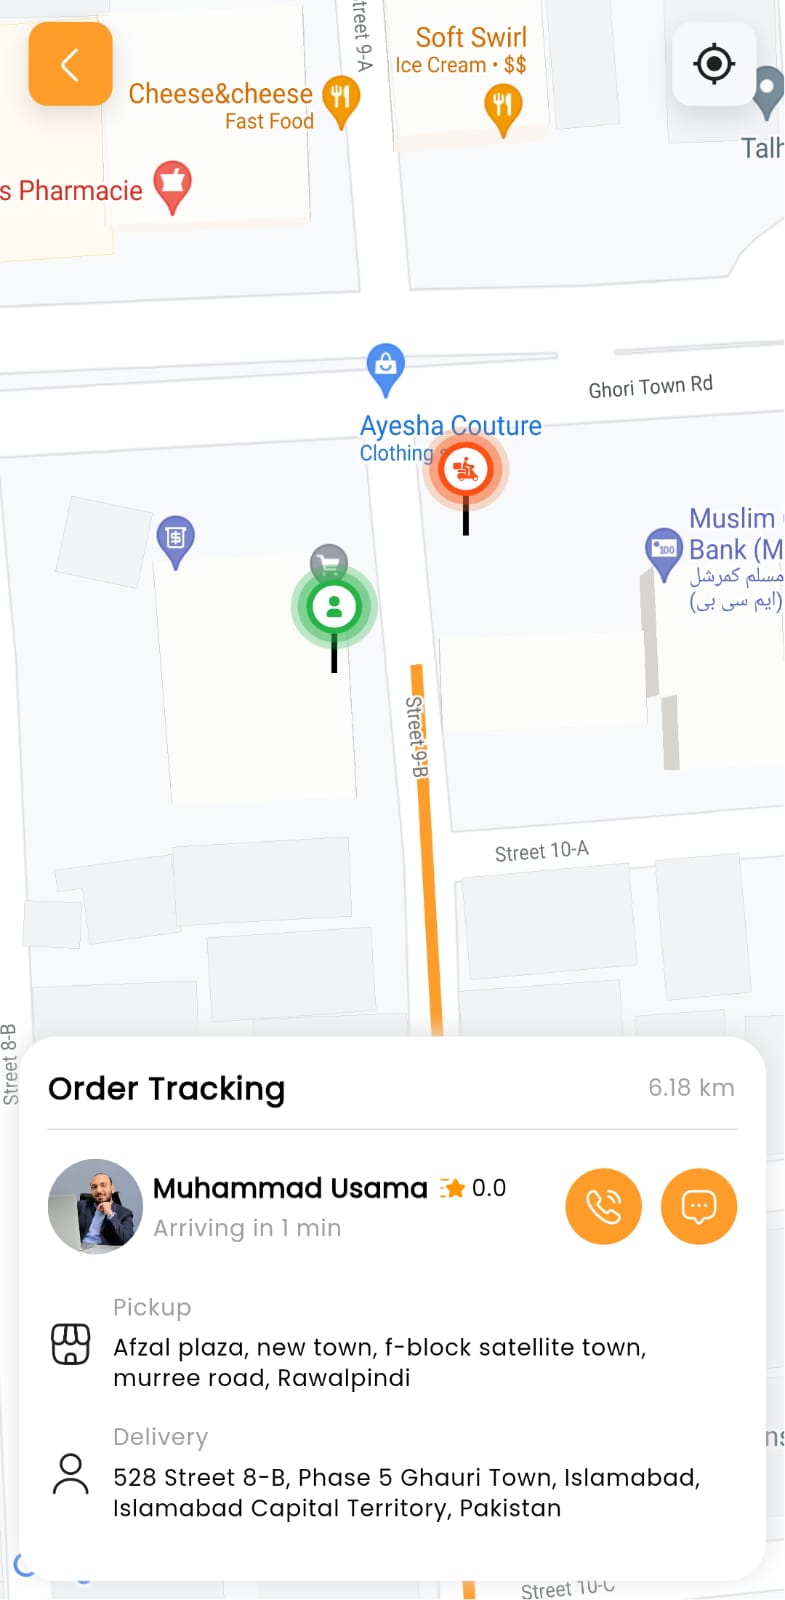 treet 9-A
Soft Swirl
Ice Cream • $$
Cheese&cheese
Fast Food
Talh
s Pharmacie
Ghori Town Rd
Ayesha Couture
Clothing
Muslim
Bank (M
مسلم کمرشل
(ایم سی بی)
100
Street 9-B
Street 10-A
Street 8-B
Order Tracking
6.18 km
Muhammad Usama 0.0
Arriving in 1 min
Pickup
Afzal plaza, new town, f-block satellite town,
murree road, Rawalpindi
Delivery
528 Street 8-B, Phase 5 Ghauri Town, Islamabad,
Islamabad Capital Territory, Pakistan
ns
Street 10-C